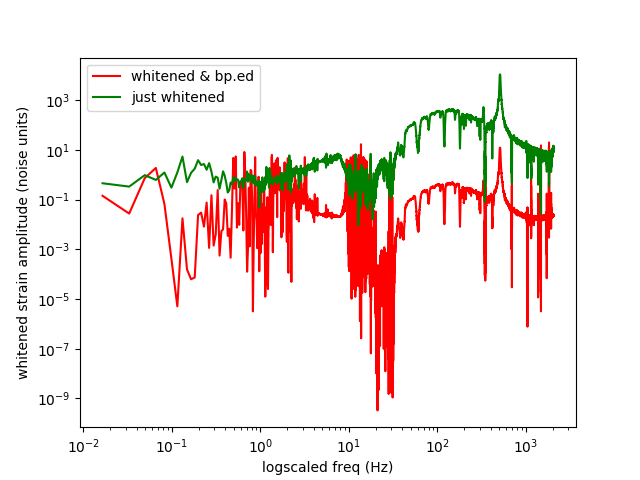 whitened & bp.ed
just whitened
10³
10¹
10⁻¹
10⁻³
10⁻⁵
10⁻⁷
10⁻⁹
whitened strain amplitude (noise units)
10⁻² 10⁻¹ 10⁰ 10¹ 10² 10³
logscaled freq (Hz)